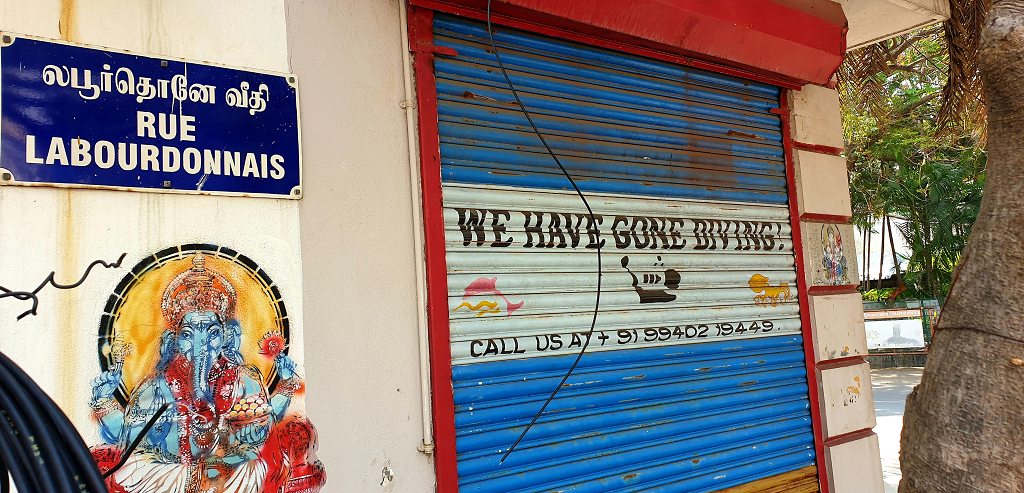 லபூர்தொனே வீதி
RUE
LABOURDONNAIS
WE HAVE GONE DIVING!
CALL US AT + 91 99402 19449.